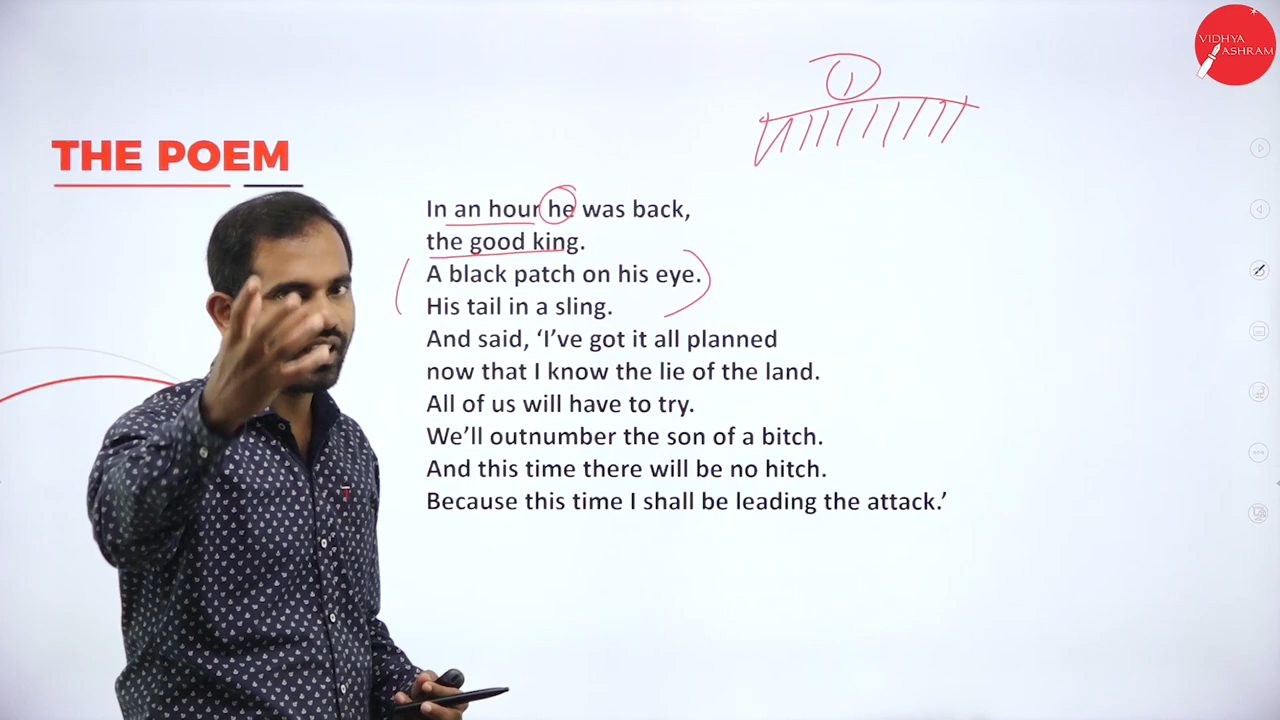 VIDHYA
ASHRAM
THE POEM
In an hour he was back,
the good king.
A black patch on his eye.
His tail in a sling.
And said, ‘I’ve got it all planned
now that I know the lie of the land.
All of us will have to try.
We’ll outnumber the son of a bitch.
And this time there will be no hitch.
Because this time I shall be leading the attack.’